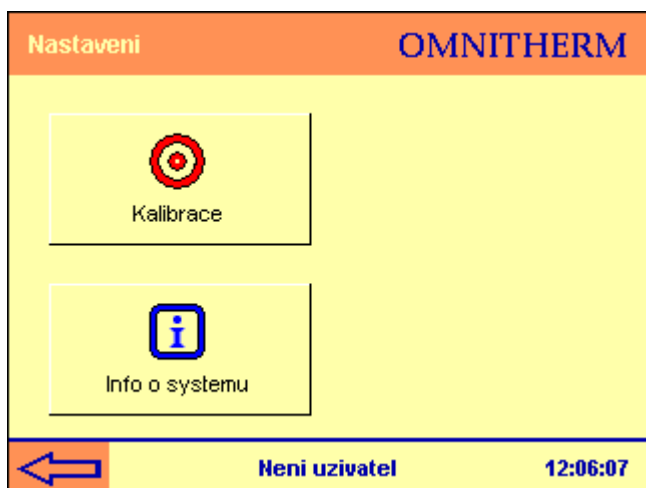 Nastaveni OMNITHERM
Kalibrace
i
Info o systemu
Neni uzivatel 12:06:07